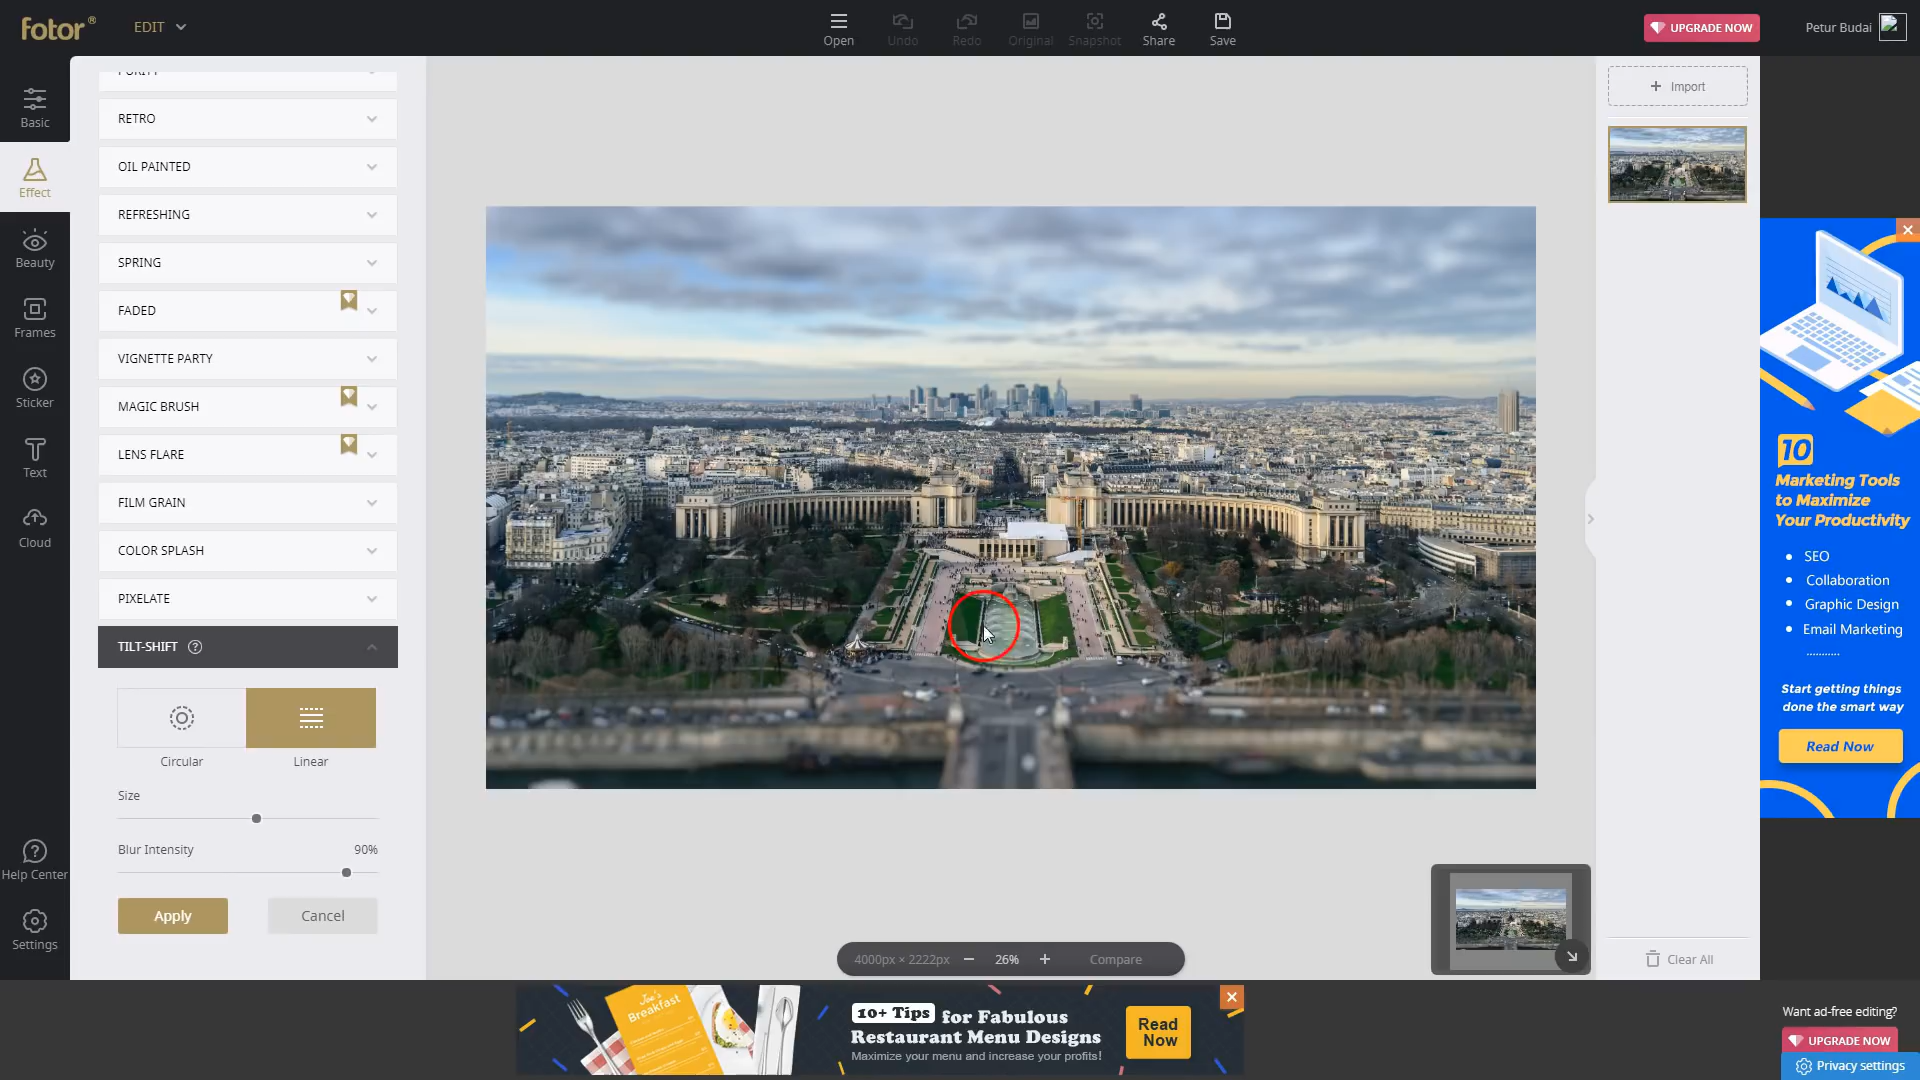 fotor®
EDIT
Open
Undo
Redo
Original
Snapshot
Share
Save
UPGRADE NOW
Petur Budai
Basic
Effect
Beauty
Frames
Sticker
Text
Cloud
Help Center
Settings
PURITY
RETRO
OIL PAINTED
REFRESHING
SPRING
FADED
VIGNETTE PARTY
MAGIC BRUSH
LENS FLARE
FILM GRAIN
COLOR SPLASH
PIXELATE
TILT-SHIFT ?
Circular
Linear
Size
Blur Intensity 90%
Apply
Cancel
4000px × 2222px
26%
Compare
Import
Clear All
10
Marketing Tools
to Maximize
Your Productivity
SEO
Collaboration
Graphic Design
Email Marketing
...........
Start getting things
done the smart way
Read Now
Joe's
Breakfast
10+ Tips for Fabulous
Restaurant Menu Designs
Maximize your menu and increase your profits!
Read
Now
Want ad-free editing?
UPGRADE NOW
Privacy settings